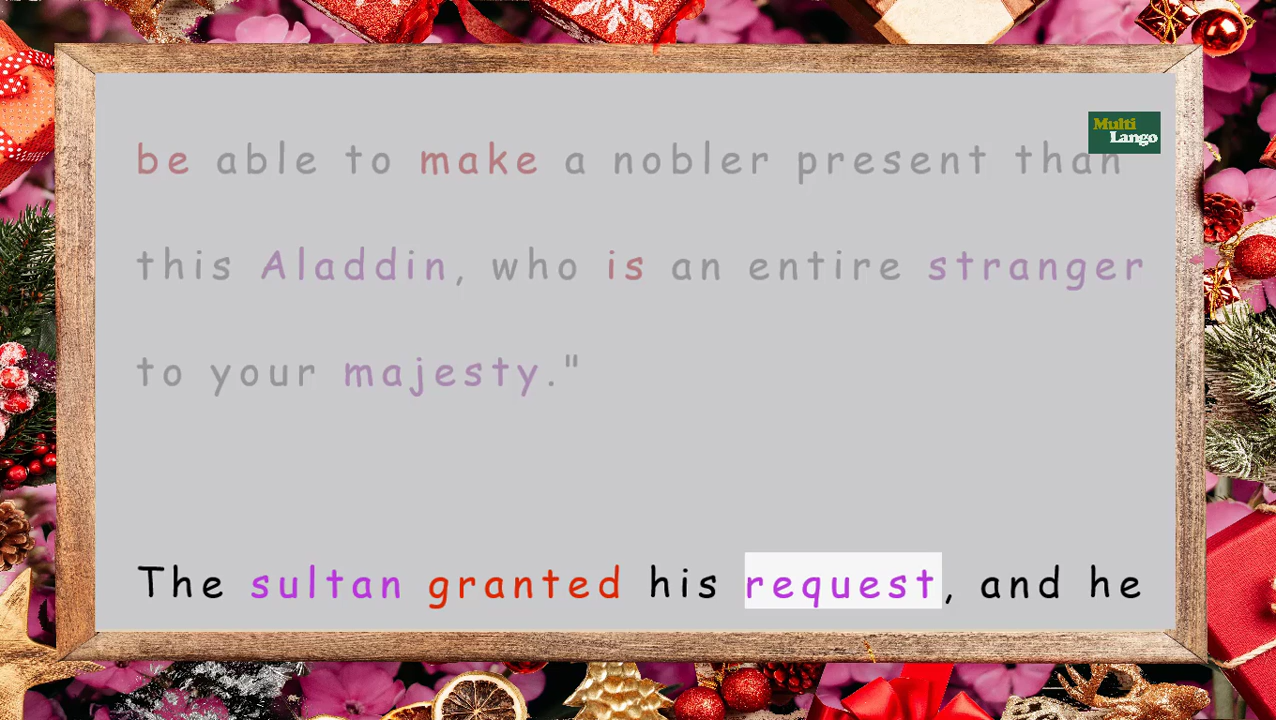 Multi
Lango
be able to make a nobler present than
this Aladdin, who is an entire stranger
to your majesty."
The sultan granted his request, and he